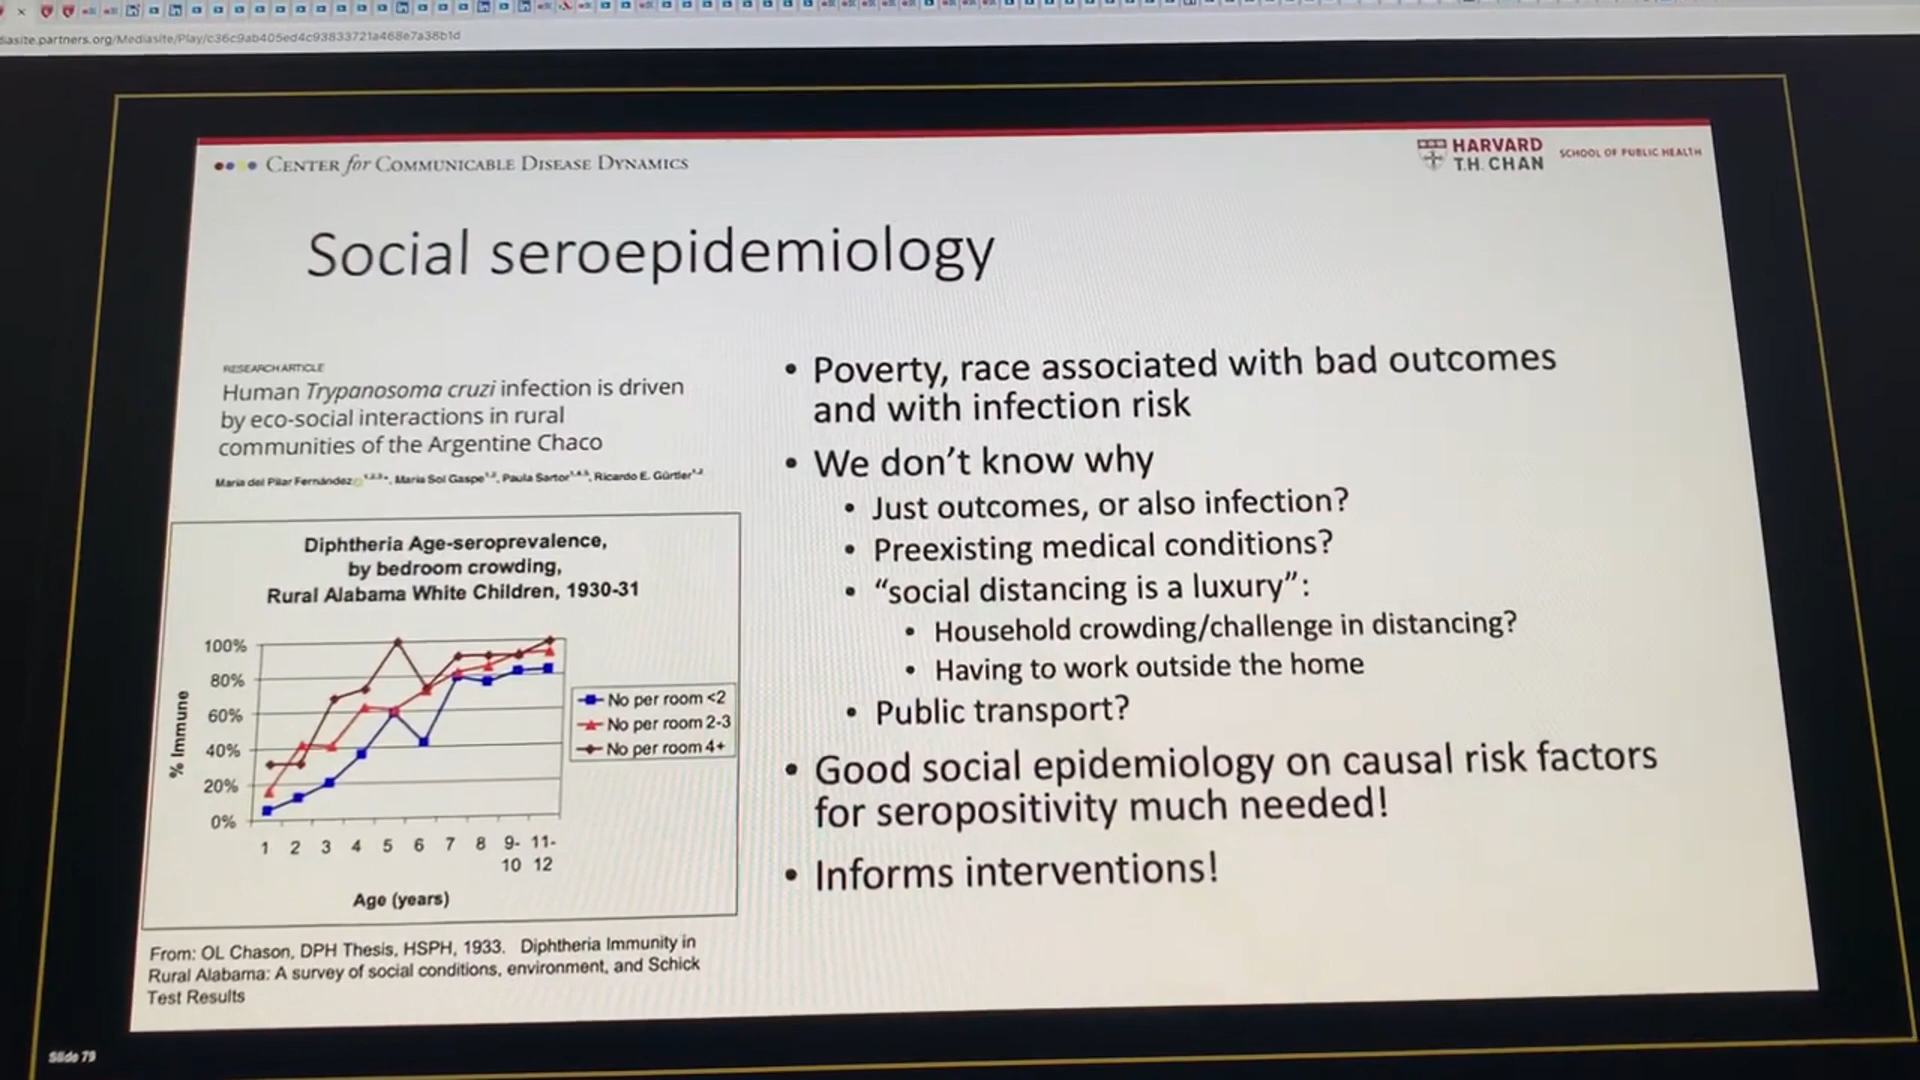 iasite.partners.org/Mediasite/Play/c36c9ab405ed4c93833721a468e7a38b1d
CENTER for COMMUNICABLE DISEASE DYNAMICS
HARVARD
T.H. CHAN
SCHOOL OF PUBLIC HEALTH
Social seroepidemiology
RESEARCH ARTICLE
Human Trypanosoma cruzi infection is driven
by eco-social interactions in rural
communities of the Argentine Chaco
María del Pilar Fernández, María Sol Gaspe, Paula Sartor, Ricardo E. Gürtler
Diphtheria Age-seroprevalence,
by bedroom crowding,
Rural Alabama White Children, 1930-31
100%
80%
60%
40%
20%
0%
% Immune
1 2 3 4 5 6 7 8 9- 11-
10 12
Age (years)
No per room <2
No per room 2-3
No per room 4+
From: OL Chason, DPH Thesis, HSPH, 1933. Diphtheria Immunity in
Rural Alabama: A survey of social conditions, environment, and Schick
Test Results
• Poverty, race associated with bad outcomes
and with infection risk
• We don't know why
• Just outcomes, or also infection?
• Preexisting medical conditions?
• “social distancing is a luxury”:
• Household crowding/challenge in distancing?
• Having to work outside the home
• Public transport?
• Good social epidemiology on causal risk factors
for seropositivity much needed!
• Informs interventions!
Slide 79